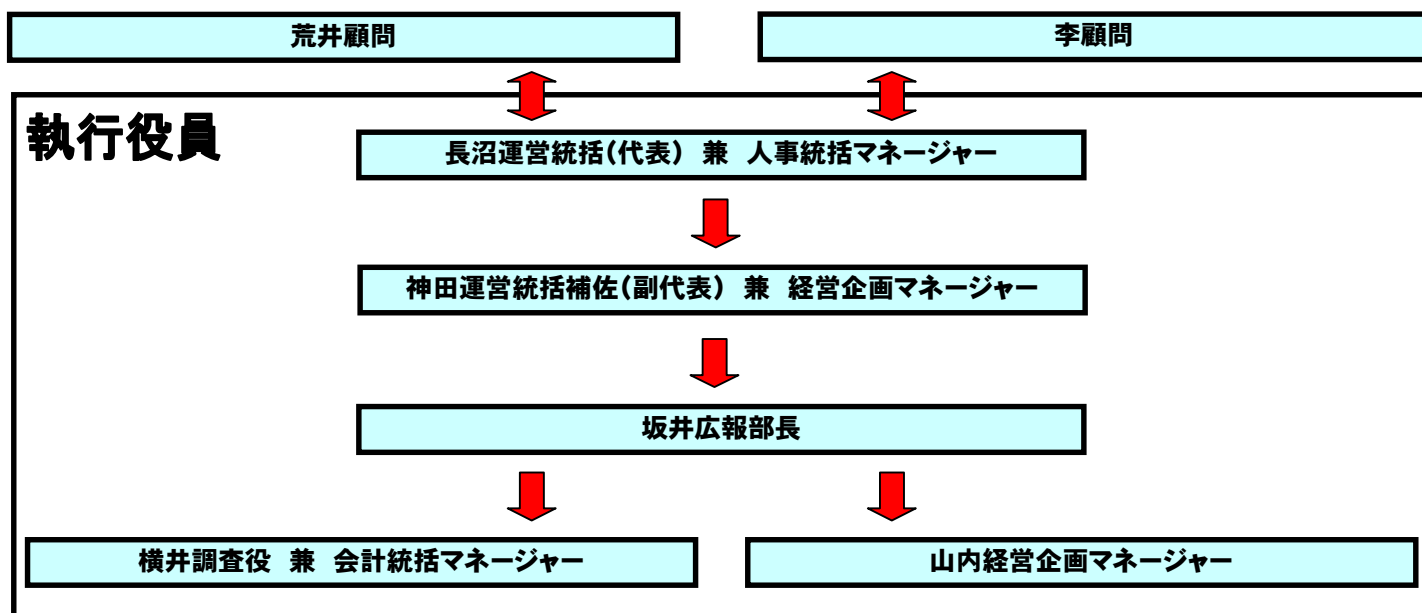 荒井顧問
李顧問
執行役員
長沼運営統括(代表) 兼 人事統括マネージャー
神田運営統括補佐(副代表) 兼 経営企画マネージャー
坂井広報部長
横井調査役 兼 会計統括マネージャー
山内経営企画マネージャー